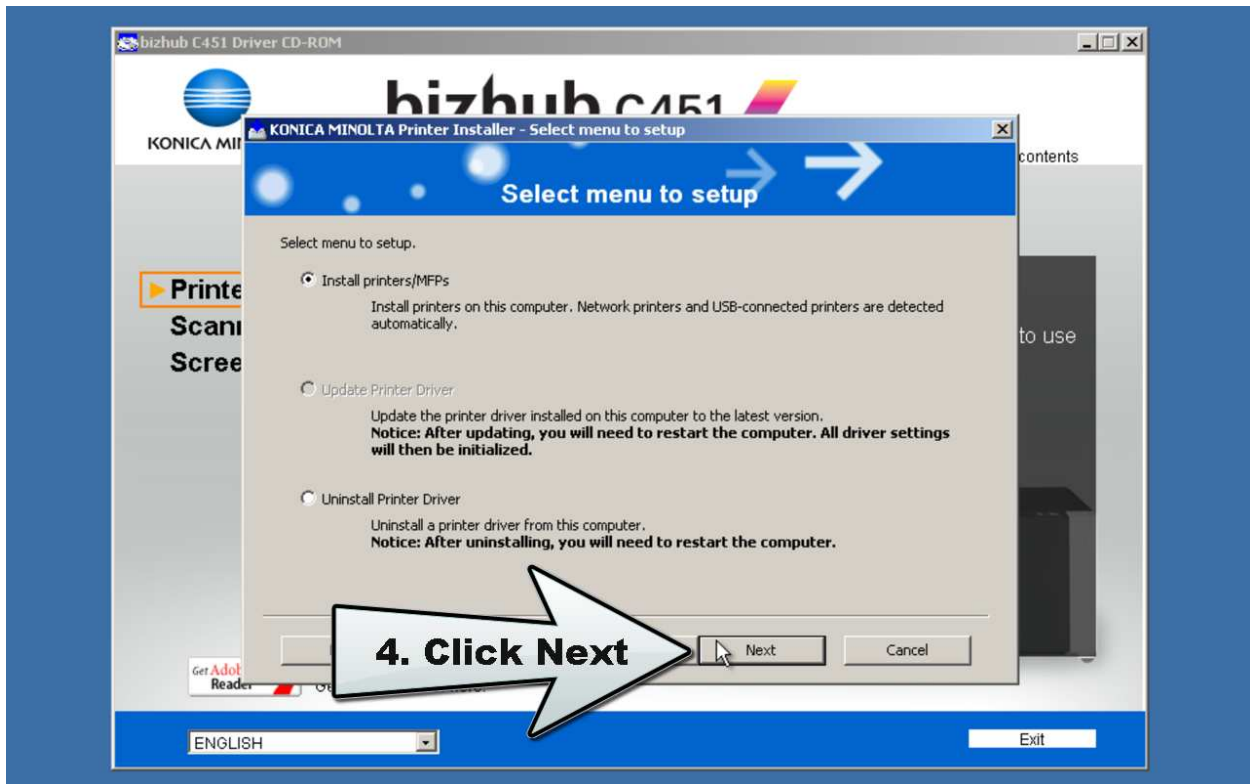 bizhub C451 Driver CD-ROM
bizhub C451
KONICA MINOLTA Printer Installer - Select menu to setup
KONICA MI
contents
Select menu to setup
Select menu to setup.
Install printers/MFPs
Install printers on this computer. Network printers and USB-connected printers are detected
automatically.
Printe
Scan
to use
Scree
Update Printer Driver
Update the printer driver installed on this computer to the latest version.
Notice: After updating, you will need to restart the computer. All driver settings
will then be initialized.
Uninstall Printer Driver
Uninstall a printer driver from this computer.
Notice: After uninstalling, you will need to restart the computer.
4. Click Next
Next
Cancel
Get Adob
Reader
ENGLISH
Exit